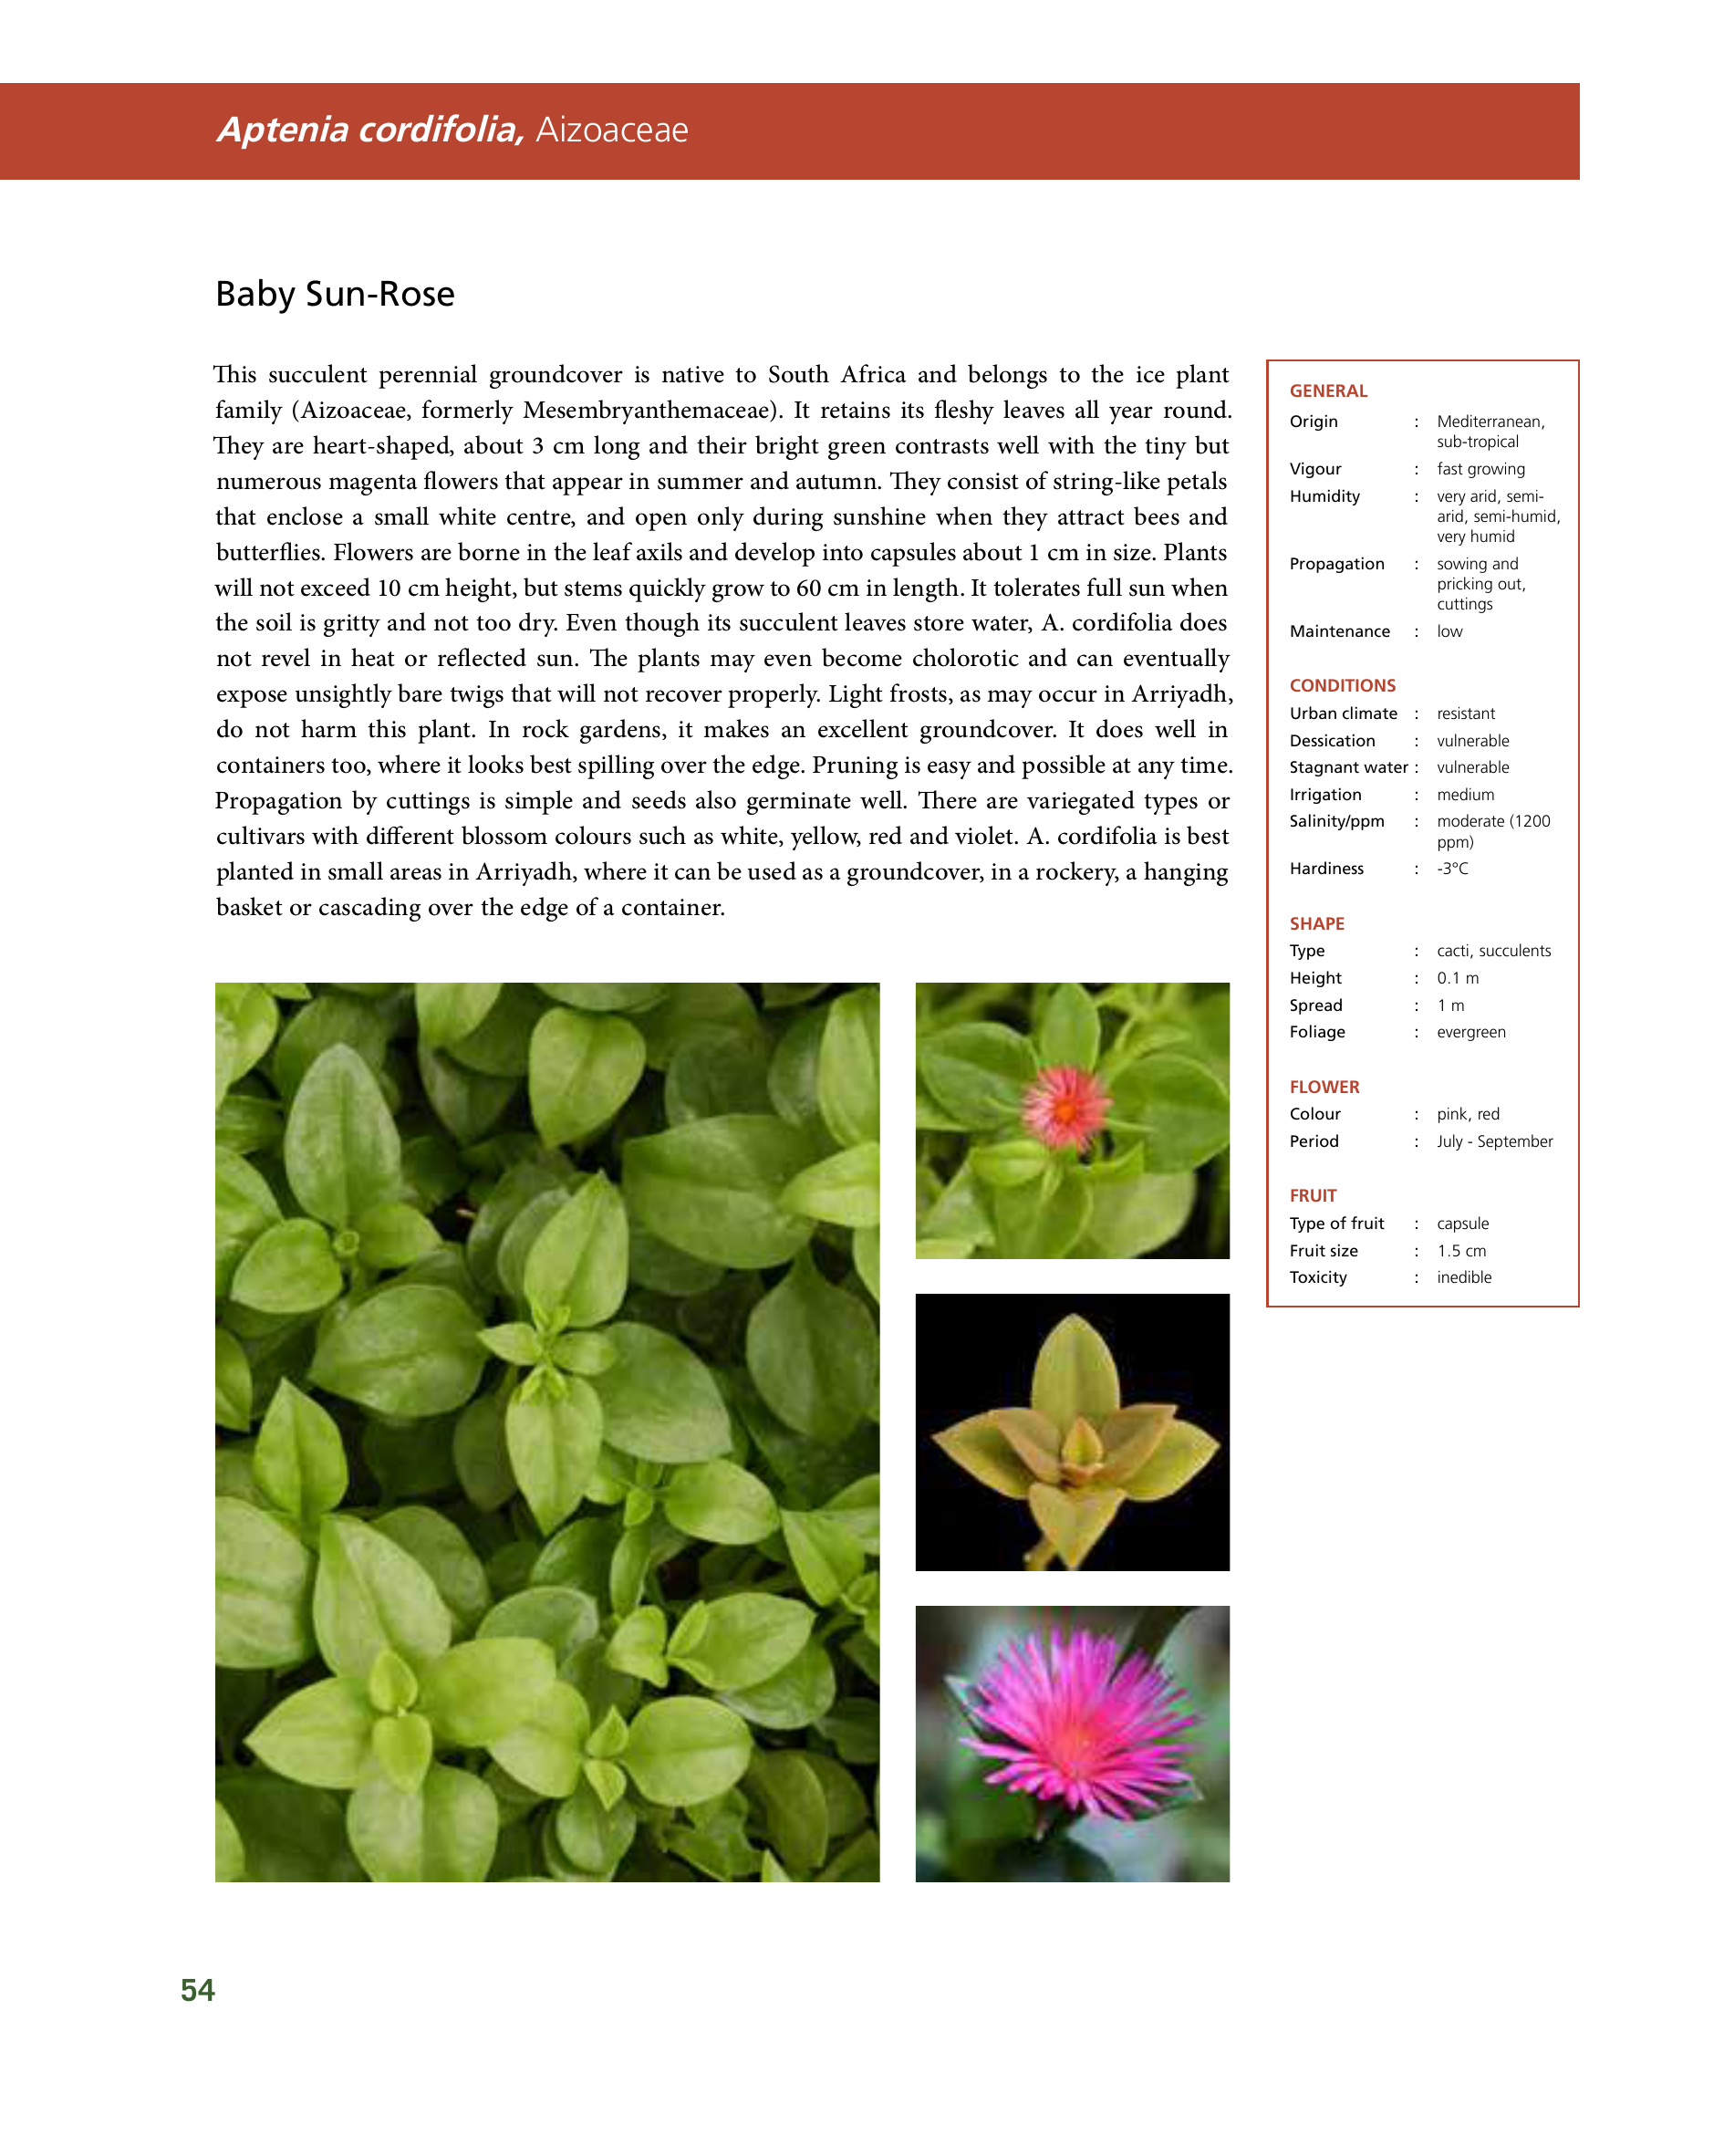 Aptenia cordifolia, Aizoaceae
Baby Sun-Rose
This succulent perennial groundcover is native to South Africa and belongs to the ice plant
family (Aizoaceae, formerly Mesembryanthemaceae). It retains its fleshy leaves all year round.
They are heart-shaped, about 3 cm long and their bright green contrasts well with the tiny but
numerous magenta flowers that appear in summer and autumn. They consist of string-like petals
that enclose a small white centre, and open only during sunshine when they attract bees and
butterflies. Flowers are borne in the leaf axils and develop into capsules about 1 cm in size. Plants
will not exceed 10 cm height, but stems quickly grow to 60 cm in length. It tolerates full sun when
the soil is gritty and not too dry. Even though its succulent leaves store water, A. cordifolia does
not revel in heat or reflected sun. The plants may even become cholorotic and can eventually
expose unsightly bare twigs that will not recover properly. Light frosts, as may occur in Arriyadh,
do not harm this plant. In rock gardens, it makes an excellent groundcover. It does well in
containers too, where it looks best spilling over the edge. Pruning is easy and possible at any time.
Propagation by cuttings is simple and seeds also germinate well. There are variegated types or
cultivars with different blossom colours such as white, yellow, red and violet. A. cordifolia is best
planted in small areas in Arriyadh, where it can be used as a groundcover, in a rockery, a hanging
basket or cascading over the edge of a container.
GENERAL
Origin : Mediterranean,
sub-tropical
Vigour : fast growing
Humidity : very arid, semi-
arid, semi-humid,
very humid
Propagation : sowing and
pricking out,
cuttings
Maintenance : low
CONDITIONS
Urban climate : resistant
Dessication : vulnerable
Stagnant water : vulnerable
Irrigation : medium
Salinity/ppm : moderate (1200
ppm)
Hardiness : -3°C
SHAPE
Type : cacti, succulents
Height : 0.1 m
Spread : 1 m
Foliage : evergreen
FLOWER
Colour : pink, red
Period : July - September
FRUIT
Type of fruit : capsule
Fruit size : 1.5 cm
Toxicity : inedible
54